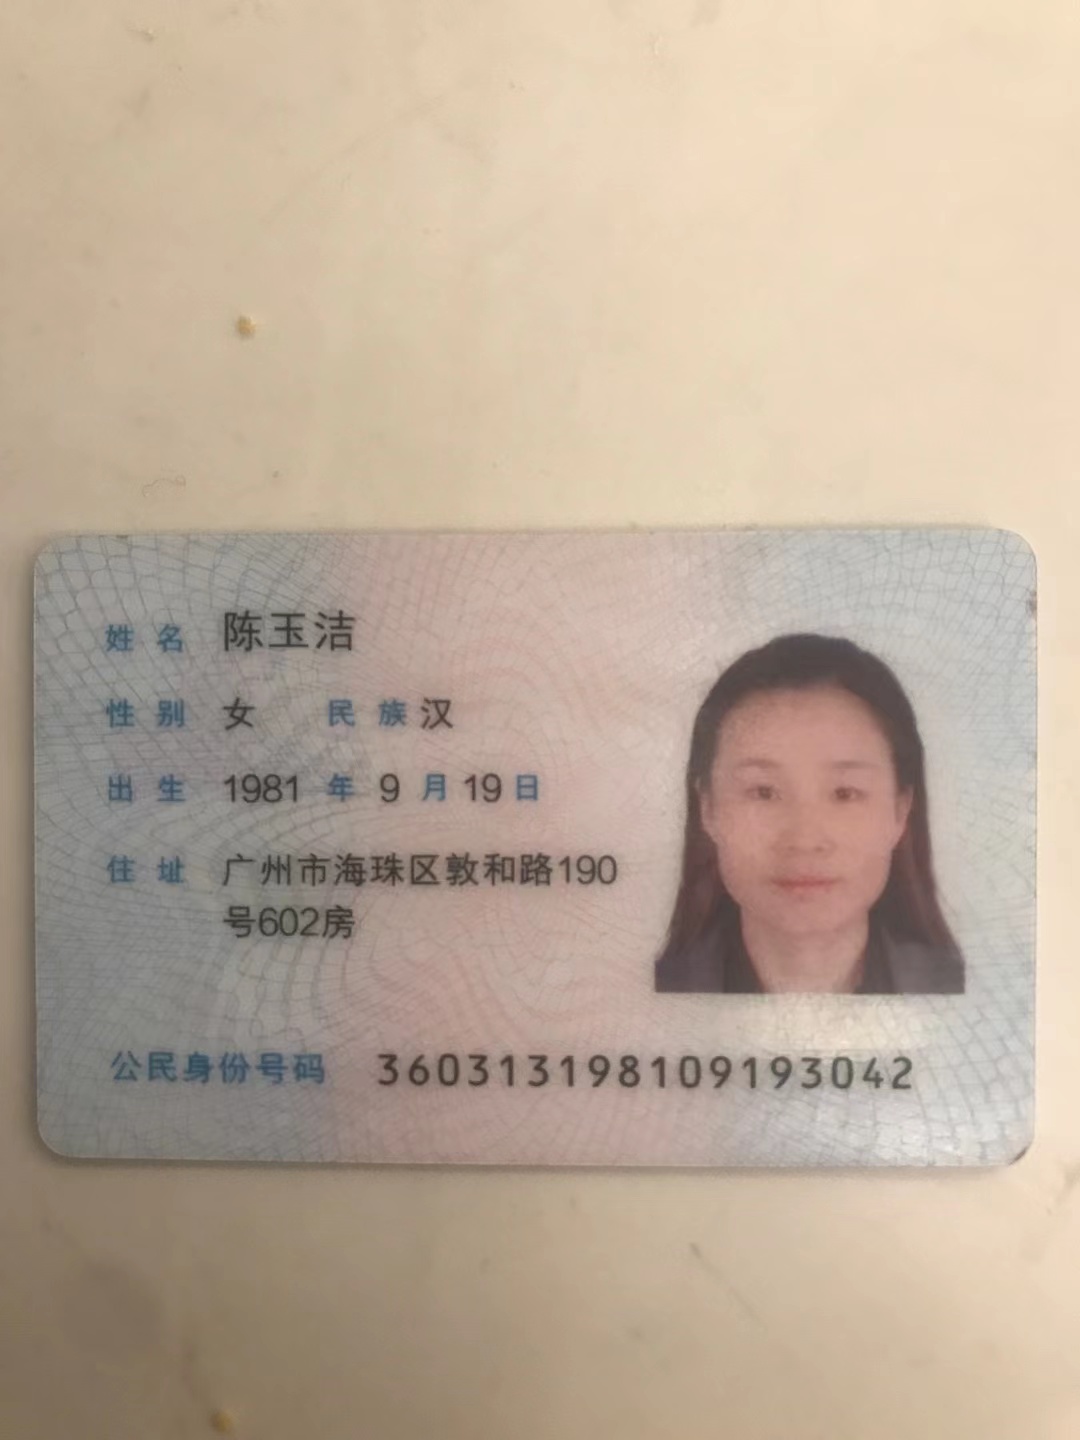 姓名 陈玉洁
性别 女 民族 汉
出生 1981 年 9 月 19 日
住址 广州市海珠区敦和路190
号602房
公民身份号码 360313198109193042